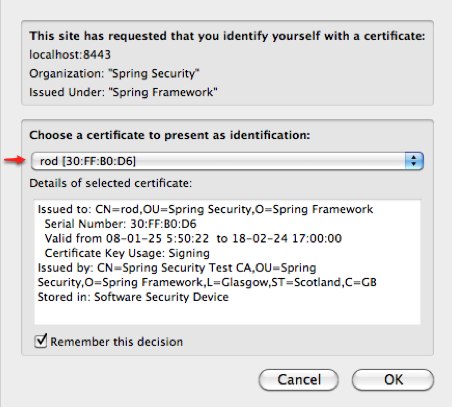 This site has requested that you identify yourself with a certificate:
localhost:8443
Organization: "Spring Security"
Issued Under: "Spring Framework"
Choose a certificate to present as identification:
rod [30:FF:B0:D6]
Details of selected certificate:
Issued to: CN=rod,OU=Spring Security,O=Spring Framework
Serial Number: 30:FF:B0:D6
Valid from 08-01-25 5:50:22 to 18-02-24 17:00:00
Certificate Key Usage: Signing
Issued by: CN=Spring Security Test CA,OU=Spring
Security,O=Spring Framework,L=Glasgow,ST=Scotland,C=GB
Stored in: Software Security Device
Remember this decision
Cancel OK